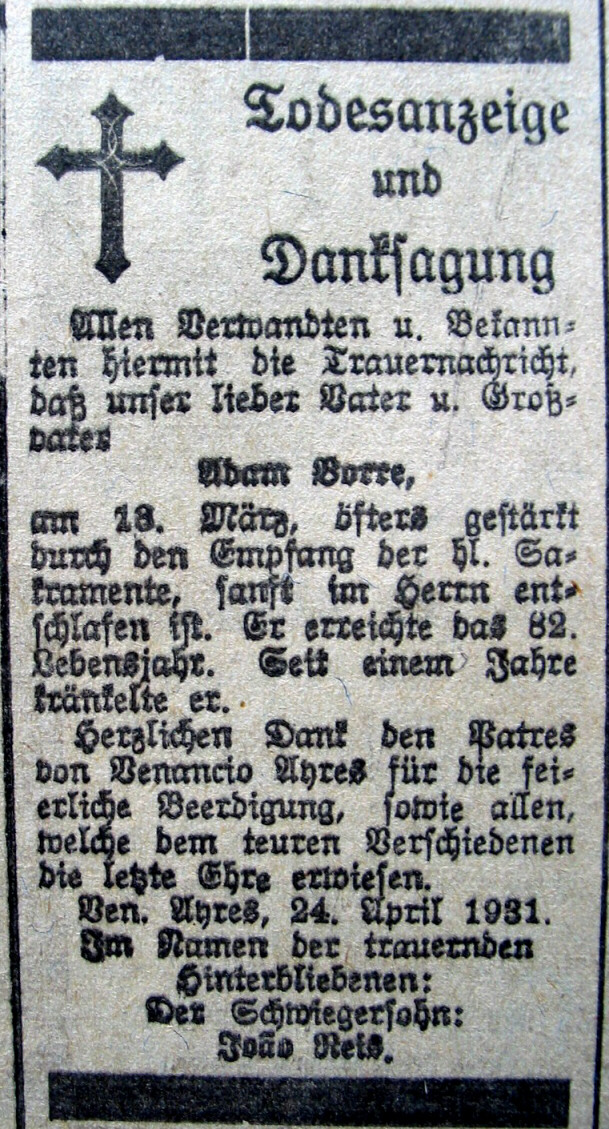 Todesanzeige
und
Danksagung
Allen Verwandten u. Bekann-
ten hiermit die Trauernachricht,
daß unser lieber Vater u. Groß-
vater
Adam Borre,
am 18. März, öfters gestärkt
durch den Empfang der hl. Sa-
kramente, sanft im Herrn ent-
schlafen ist. Er erreichte das 82.
Lebensjahr. Seit einem Jahre
kränkelte er.
Herzlichen Dank den Patres
von Venancio Ayres für die fei-
erliche Beerdigung, sowie allen,
welche dem teuren Verschiedenen
die letzte Ehre erwiesen.
Ven. Ayres, 24. April 1931.
Im Namen der trauernden
Hinterbliebenen:
Der Schwiegersohn:
João Reis.